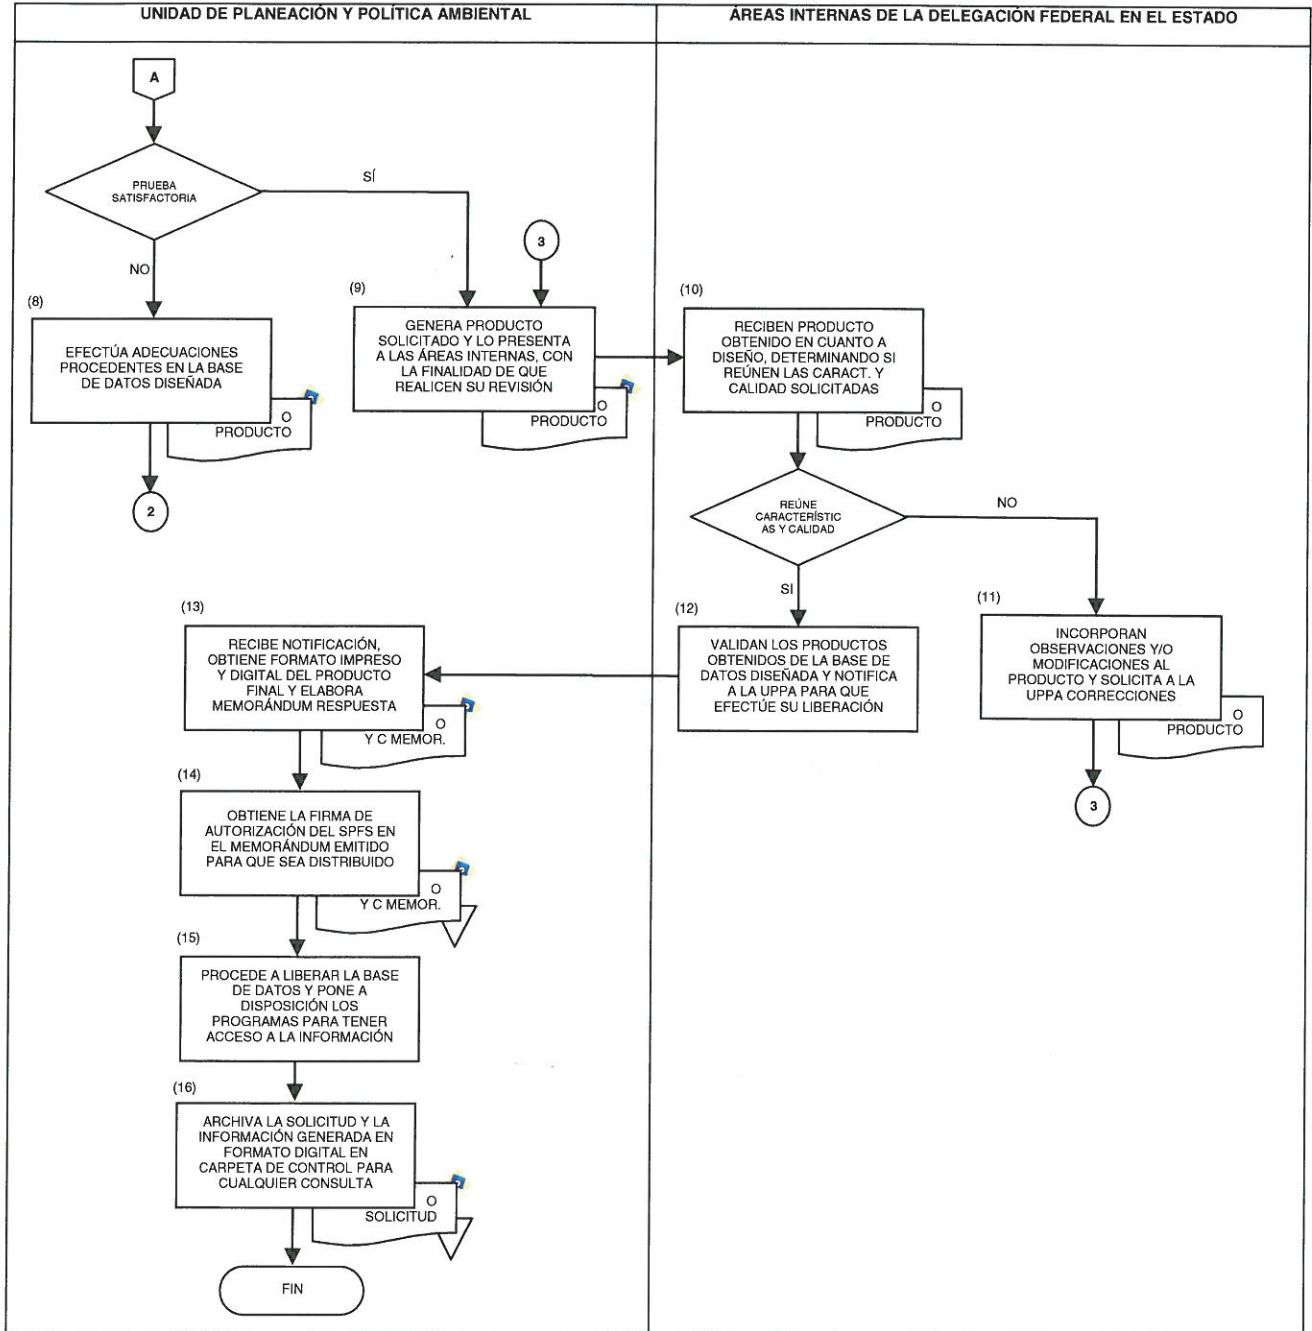 UNIDAD DE PLANEACIÓN Y POLÍTICA AMBIENTAL
ÁREAS INTERNAS DE LA DELEGACIÓN FEDERAL EN EL ESTADO
A
PRUEBA
SATISFACTORIA
SÍ
NO
3
(8)
EFECTÚA ADECUACIONES
PROCEDENTES EN LA BASE
DE DATOS DISEÑADA
O
PRODUCTO
2
(9)
GENERA PRODUCTO
SOLICITADO Y LO PRESENTA
A LAS ÁREAS INTERNAS, CON
LA FINALIDAD DE QUE
REALICEN SU REVISIÓN
O
PRODUCTO
(10)
RECIBEN PRODUCTO
OBTENIDO EN CUANTO A
DISEÑO, DETERMINANDO SI
REÚNEN LAS CARACT. Y
CALIDAD SOLICITADAS
O
PRODUCTO
REÚNE
CARACTERÍSTIC
AS Y CALIDAD
NO
SI
(11)
INCORPORAN
OBSERVACIONES Y/O
MODIFICACIONES AL
PRODUCTO Y SOLICITA A LA
UPPA CORRECCIONES
O
PRODUCTO
3
(12)
VALIDAN LOS PRODUCTOS
OBTENIDOS DE LA BASE DE
DATOS DISEÑADA Y NOTIFICA
A LA UPPA PARA QUE
EFECTÚE SU LIBERACIÓN
(13)
RECIBE NOTIFICACIÓN,
OBTIENE FORMATO IMPRESO
Y DIGITAL DEL PRODUCTO
FINAL Y ELABORA
MEMORÁNDUM RESPUESTA
O
Y C MEMOR.
(14)
OBTIENE LA FIRMA DE
AUTORIZACIÓN DEL SPFS EN
EL MEMORÁNDUM EMITIDO
PARA QUE SEA DISTRIBUIDO
O
Y C MEMOR.
(15)
PROCEDE A LIBERAR LA BASE
DE DATOS Y PONE A
DISPOSICIÓN LOS
PROGRAMAS PARA TENER
ACCESO A LA INFORMACIÓN
(16)
ARCHIVA LA SOLICITUD Y LA
INFORMACIÓN GENERADA EN
FORMATO DIGITAL EN
CARPETA DE CONTROL PARA
CUALQUIER CONSULTA
O
SOLICITUD
FIN